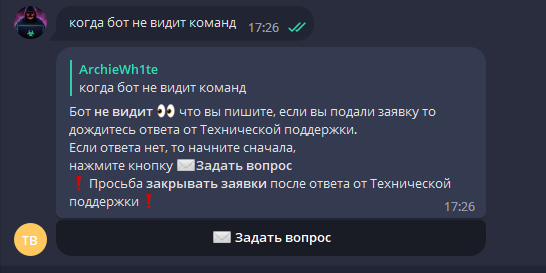 когда бот не видит команд 17:26
ArchieWh1te
когда бот не видит команд
Бот не видит 👀 что вы пишите, если вы подали заявку то
дождитесь ответа от Технической поддержки.
Если ответа нет, то начните сначала,
нажмите кнопку ✉️Задать вопрос
❗ Просьба закрывать заявки после ответа от Технической
поддержки❗
17:26
ТВ
✉️ Задать вопрос